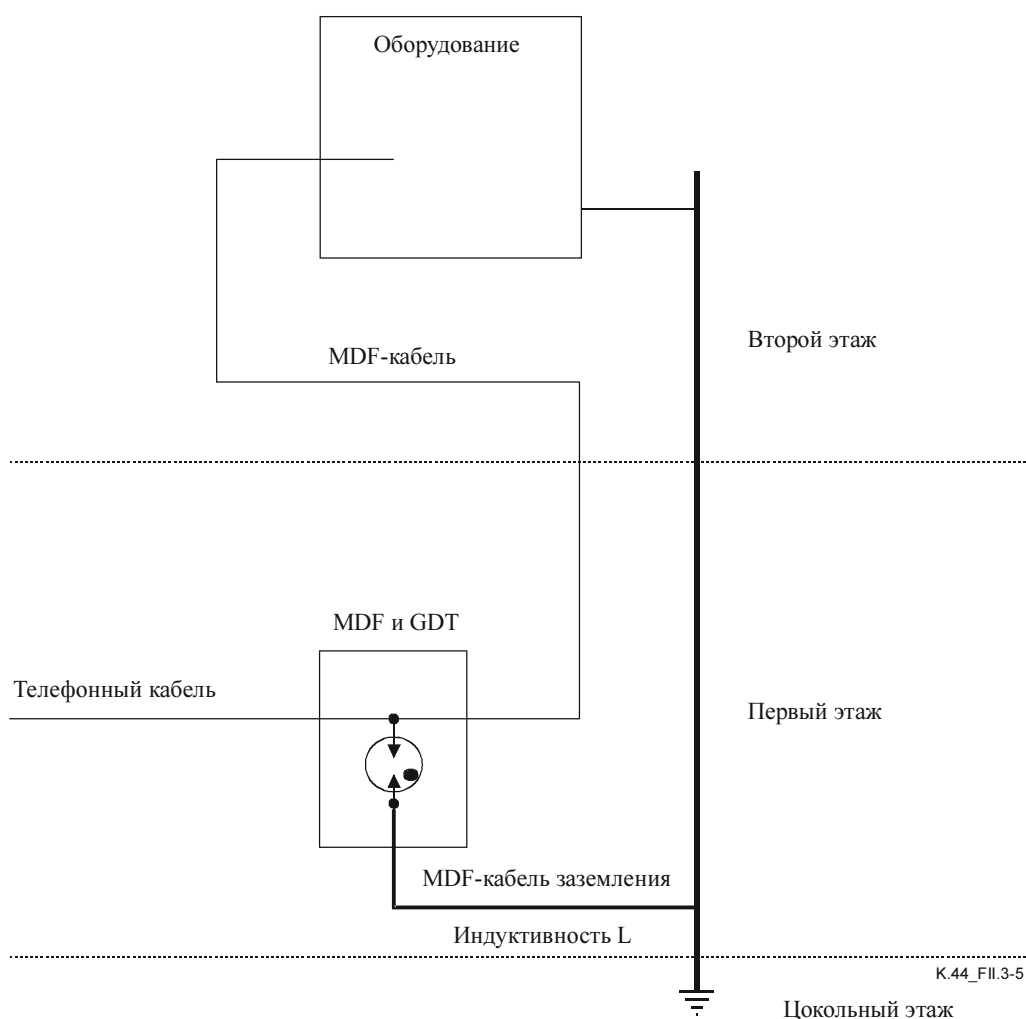 Оборудование
Второй этаж
MDF-кабель
MDF и GDT
Телефонный кабель
Первый этаж
MDF-кабель заземления
Индуктивность L
K.44_FII.3-5
Цокольный этаж